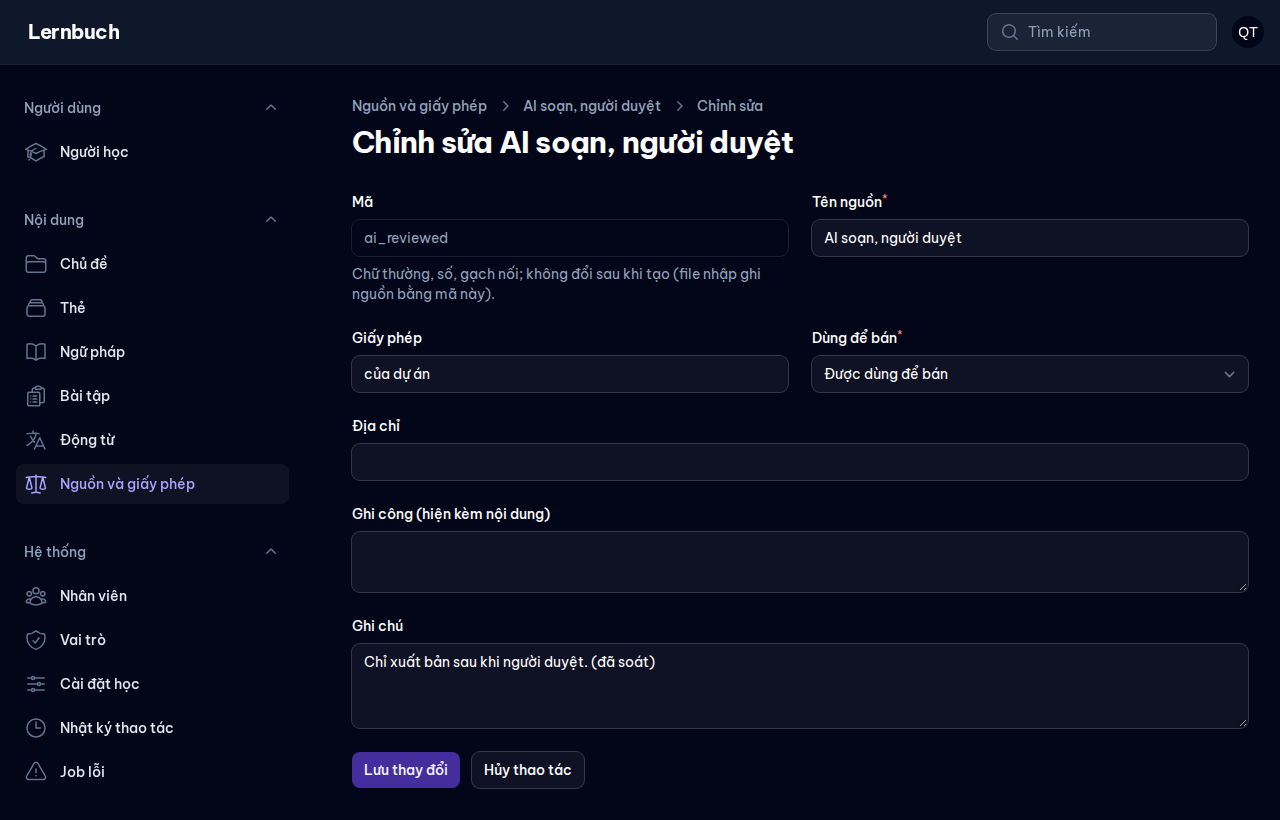 Lernbuch
Tìm kiếm
QT
Người dùng
Người học
Nội dung
Chủ đề
Thẻ
Ngữ pháp
Bài tập
Động từ
Nguồn và giấy phép
Hệ thống
Nhân viên
Vai trò
Cài đặt học
Nhật ký thao tác
Job lỗi
Nguồn và giấy phép > AI soạn, người duyệt > Chỉnh sửa
Chỉnh sửa AI soạn, người duyệt
Mã
ai_reviewed
Chữ thường, số, gạch nối; không đổi sau khi tạo (file nhập ghi
nguồn bằng mã này).
Tên nguồn*
AI soạn, người duyệt
Giấy phép
của dự án
Dùng để bán*
Được dùng để bán
Địa chỉ
Ghi công (hiện kèm nội dung)
Ghi chú
Chỉ xuất bản sau khi người duyệt. (đã soát)
Lưu thay đổi
Hủy thao tác